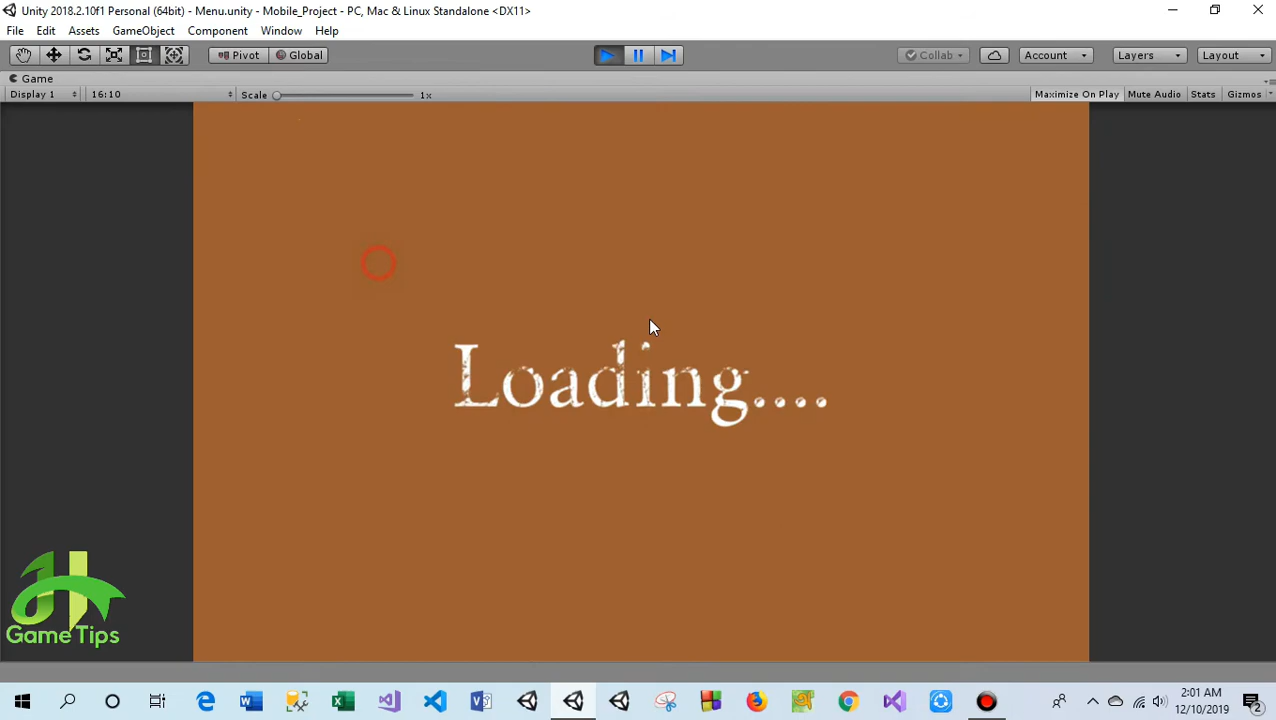 Unity 2018.2.10f1 Personal (64bit) - Menu.unity - Mobile_Project - PC, Mac & Linux Standalone <DX11>
File Edit Assets GameObject Component Window Help
Pivot Global Collab Account Layers Layout
Game
Display 1 16:10 Scale 1x Maximize On Play Mute Audio Stats Gizmos
Loading....
Game Tips
2:01 AM
12/10/2019
2